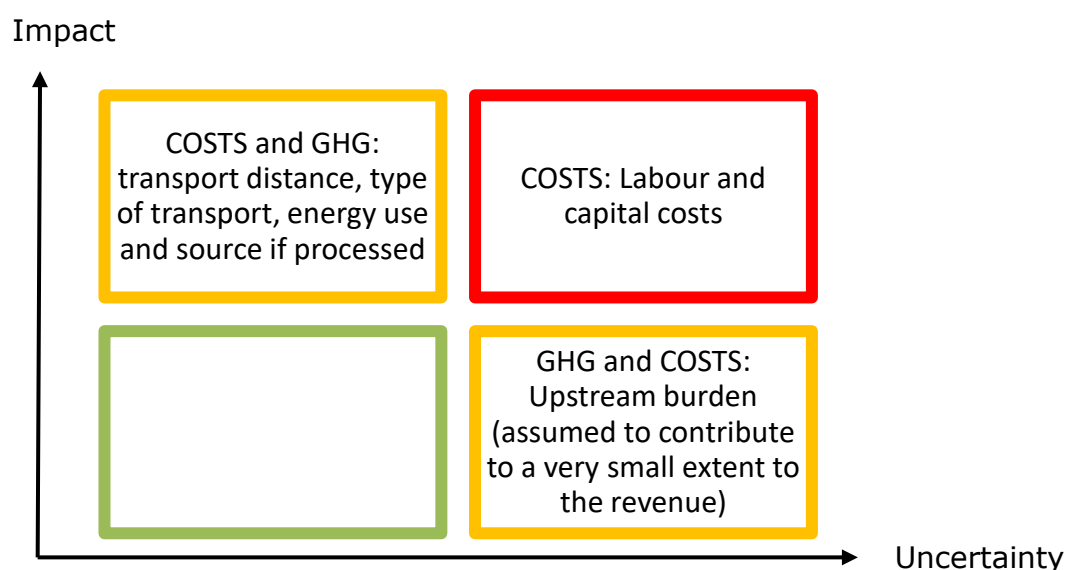 Impact
COSTS and GHG:
transport distance, type
of transport, energy use
and source if processed
COSTS: Labour and
capital costs
GHG and COSTS:
Upstream burden
(assumed to contribute
to a very small extent to
the revenue)
Uncertainty